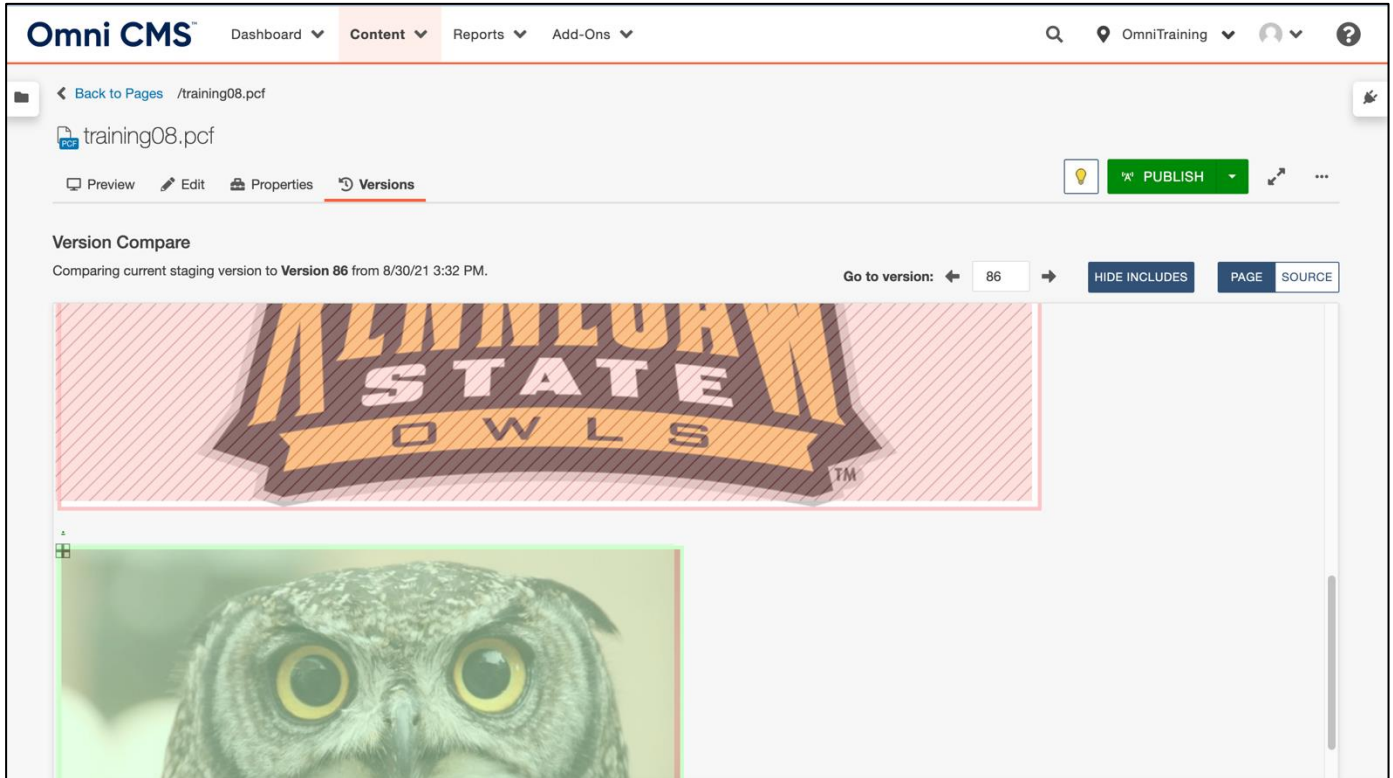 Omni CMS™ Dashboard Content Reports Add-Ons OmniTraining ?
Back to Pages /training08.pcf
PCF training08.pcf
Preview Edit Properties Versions PUBLISH ...
Version Compare
Comparing current staging version to Version 86 from 8/30/21 3:32 PM. Go to version: 86 HIDE INCLUDES PAGE SOURCE
STATE
OWLS
TM